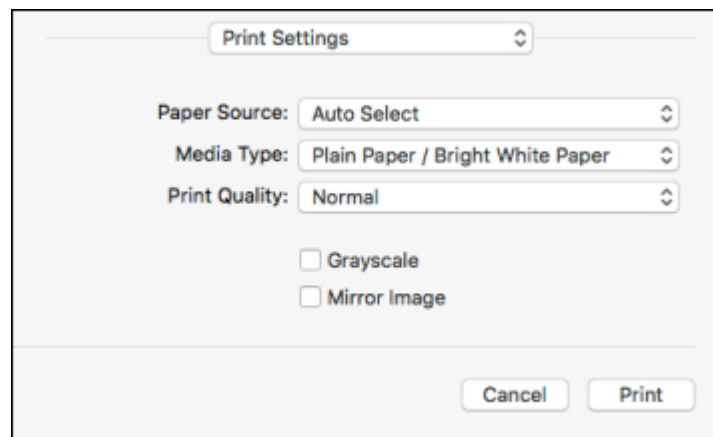 Print Settings
Paper Source: Auto Select
Media Type: Plain Paper / Bright White Paper
Print Quality: Normal
Grayscale
Mirror Image
Cancel Print